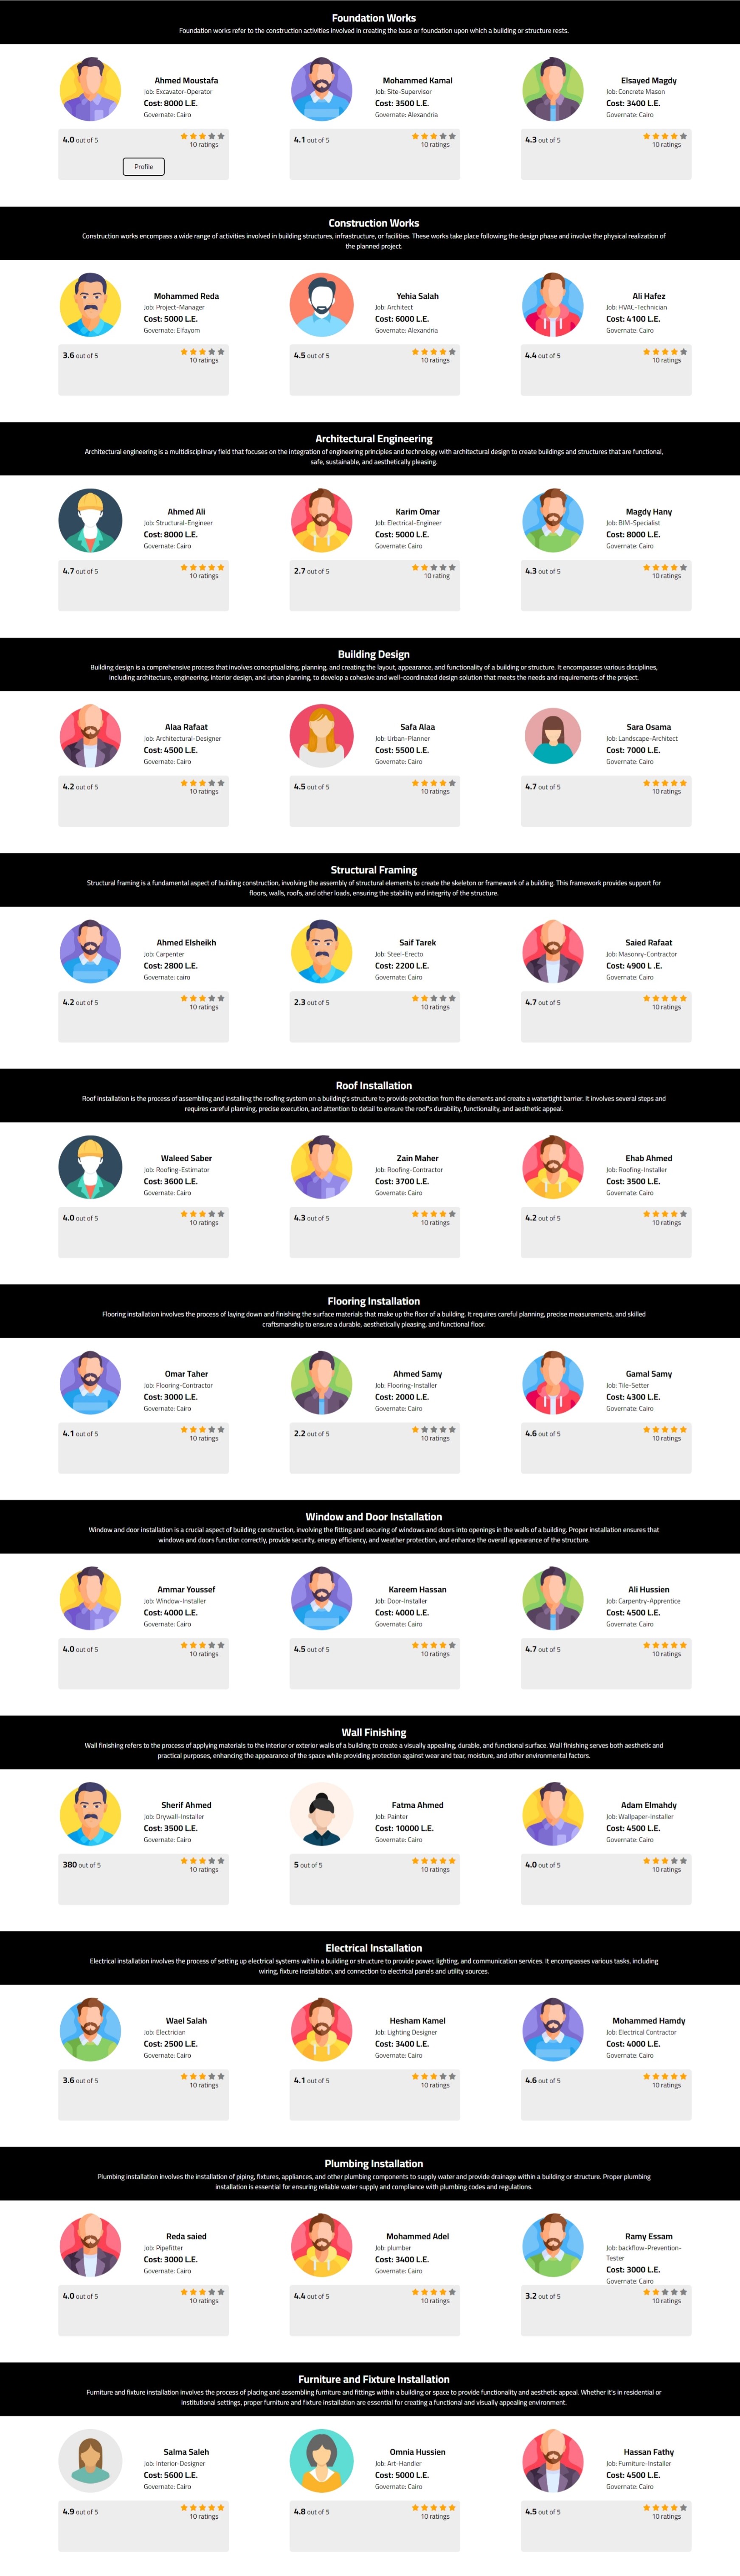 Foundation Works
Foundation works refer to the construction activities involved in creating the base or foundation upon which a building or structure rests.
Ahmed Moustafa
Job: Excavator-Operator
Cost: 8000 L.E.
Governate: Cairo
4.0 out of 5
10 ratings
Profile
Mohammed Kamal
Job: Site-Supervisor
Cost: 3500 L.E.
Governate: Alexandria
4.1 out of 5
10 ratings
Elsayed Magdy
Job: Concrete Mason
Cost: 3400 L.E.
Governate: Cairo
4.3 out of 5
10 ratings
Construction Works
Construction works encompass a wide range of activities involved in building structures, infrastructure, or facilities. These works take place following the design phase and involve the physical realization of
the planned project.
Mohammed Reda
Job: Project-Manager
Cost: 5000 L.E.
Governate: Elfayom
3.6 out of 5
10 ratings
Yehia Salah
Job: Architect
Cost: 6000 L.E.
Governate: Alexandria
4.5 out of 5
10 ratings
Ali Hafez
Job: HVAC-Technician
Cost: 4100 L.E.
Governate: Cairo
4.4 out of 5
10 ratings
Architectural Engineering
Architectural engineering is a multidisciplinary field that focuses on the integration of engineering principles and technology with architectural design to create buildings and structures that are functional,
safe, sustainable, and aesthetically pleasing.
Ahmed Ali
Job: Structural-Engineer
Cost: 8000 L.E.
Governate: Cairo
4.7 out of 5
10 ratings
Karim Omar
Job: Electrical-Engineer
Cost: 5000 L.E.
Governate: Cairo
2.7 out of 5
10 rating
Magdy Hany
Job: BIM-Specialist
Cost: 8000 L.E.
Governate: Cairo
4.3 out of 5
10 ratings
Building Design
Building design is a comprehensive process that involves conceptualizing, planning, and creating the layout, appearance, and functionality of a building or structure. It encompasses various disciplines,
including architecture, engineering, interior design, and urban planning, to develop a cohesive and well-coordinated design solution that meets the needs and requirements of the project.
Alaa Rafaat
Job: Architectural-Designer
Cost: 4500 L.E.
Governate: Cairo
4.2 out of 5
10 ratings
Safa Alaa
Job: Urban-Planner
Cost: 5500 L.E.
Governate: Cairo
4.5 out of 5
10 ratings
Sara Osama
Job: Landscape-Architect
Cost: 7000 L.E.
Governate: Cairo
4.7 out of 5
10 ratings
Structural Framing
Structural framing is a fundamental aspect of building construction, involving the assembly of structural elements to create the skeleton or framework of a building. This framework provides support for
floors, walls, roofs, and other loads, ensuring the stability and integrity of the structure.
Ahmed Elsheikh
Job: Carpenter
Cost: 2800 L.E.
Governate: cairo
4.2 out of 5
10 ratings
Saif Tarek
Job: Steel-Erecto
Cost: 2200 L.E.
Governate: Cairo
2.3 out of 5
10 ratings
Saied Rafaat
Job: Masonry-Contractor
Cost: 4900 L .E.
Governate: Cairo
4.7 out of 5
10 ratings
Roof Installation
Roof installation is the process of assembling and installing the roofing system on a building's structure to provide protection from the elements and create a watertight barrier. It involves several steps and
requires careful planning, precise execution, and attention to detail to ensure the roof's durability, functionality, and aesthetic appeal.
Waleed Saber
Job: Roofing-Estimator
Cost: 3600 L.E.
Governate: Cairo
4.0 out of 5
10 ratings
Zain Maher
Job: Roofing-Contractor
Cost: 3700 L.E.
Governate: Cairo
4.3 out of 5
10 ratings
Ehab Ahmed
Job: Roofing-Installer
Cost: 3500 L.E.
Governate: Cairo
4.2 out of 5
10 ratings
Flooring Installation
Flooring installation involves the process of laying down and finishing the surface materials that make up the floor of a building. It requires careful planning, precise measurements, and skilled
craftsmanship to ensure a durable, aesthetically pleasing, and functional floor.
Omar Taher
Job: Flooring-Contractor
Cost: 3000 L.E.
Governate: Cairo
4.1 out of 5
10 ratings
Ahmed Samy
Job: Flooring-Installer
Cost: 2000 L.E.
Governate: Cairo
2.2 out of 5
10 ratings
Gamal Samy
Job: Tile-Setter
Cost: 4300 L.E.
Governate: Cairo
4.6 out of 5
10 ratings
Window and Door Installation
Window and door installation is a crucial aspect of building construction, involving the fitting and securing of windows and doors into openings in the walls of a building. Proper installation ensures that
windows and doors function correctly, provide security, energy efficiency, and weather protection, and enhance the overall appearance of the structure.
Ammar Youssef
Job: Window-Installer
Cost: 4000 L.E.
Governate: Cairo
4.0 out of 5
10 ratings
Kareem Hassan
Job: Door-Installer
Cost: 4000 L.E.
Governate: Cairo
4.5 out of 5
10 ratings
Ali Hussien
Job: Carpentry-Apprentice
Cost: 4500 L.E.
Governate: Cairo
4.7 out of 5
10 ratings
Wall Finishing
Wall finishing refers to the process of applying materials to the interior or exterior walls of a building to create a visually appealing, durable, and functional surface. Wall finishing serves both aesthetic and
practical purposes, enhancing the appearance of the space while providing protection against wear and tear, moisture, and other environmental factors.
Sherif Ahmed
Job: Drywall-Installer
Cost: 3500 L.E.
Governate: Cairo
380 out of 5
10 ratings
Fatma Ahmed
Job: Painter
Cost: 10000 L.E.
Governate: Cairo
5 out of 5
10 ratings
Adam Elmahdy
Job: Wallpaper-Installer
Cost: 4500 L.E.
Governate: Cairo
4.0 out of 5
10 ratings
Electrical Installation
Electrical installation involves the process of setting up electrical systems within a building or structure to provide power, lighting, and communication services. It encompasses various tasks, including
wiring, fixture installation, and connection to electrical panels and utility sources.
Wael Salah
Job: Electrician
Cost: 2500 L.E.
Governate: Cairo
3.6 out of 5
10 ratings
Hesham Kamel
Job: Lighting Designer
Cost: 3400 L.E.
Governate: Cairo
4.1 out of 5
10 ratings
Mohammed Hamdy
Job: Electrical Contractor
Cost: 4000 L.E.
Governate: Cairo
4.6 out of 5
10 ratings
Plumbing Installation
Plumbing installation involves the installation of piping, fixtures, appliances, and other plumbing components to supply water and provide drainage within a building or structure. Proper plumbing
installation is essential for ensuring reliable water supply and compliance with plumbing codes and regulations.
Reda saied
Job: Pipefitter
Cost: 3000 L.E.
Governate: Cairo
4.0 out of 5
10 ratings
Mohammed Adel
Job: plumber
Cost: 3400 L.E.
Governate: Cairo
4.4 out of 5
10 ratings
Ramy Essam
Job: backflow-Prevention-
Tester
Cost: 3000 L.E.
Governate: Cairo
3.2 out of 5
10 ratings
Furniture and Fixture Installation
Furniture and fixture installation involves the process of placing and assembling furniture and fittings within a building or space to provide functionality and aesthetic appeal. Whether it's in residential or
institutional settings, proper furniture and fixture installation are essential for creating a functional and visually appealing environment.
Salma Saleh
Job: Interior-Designer
Cost: 5600 L.E.
Governate: Cairo
4.9 out of 5
10 ratings
Omnia Hussien
Job: Art-Handler
Cost: 5000 L.E.
Governate: Cairo
4.8 out of 5
10 ratings
Hassan Fathy
Job: Furniture-Installer
Cost: 4500 L.E.
Governate: Cairo
4.5 out of 5
10 ratings